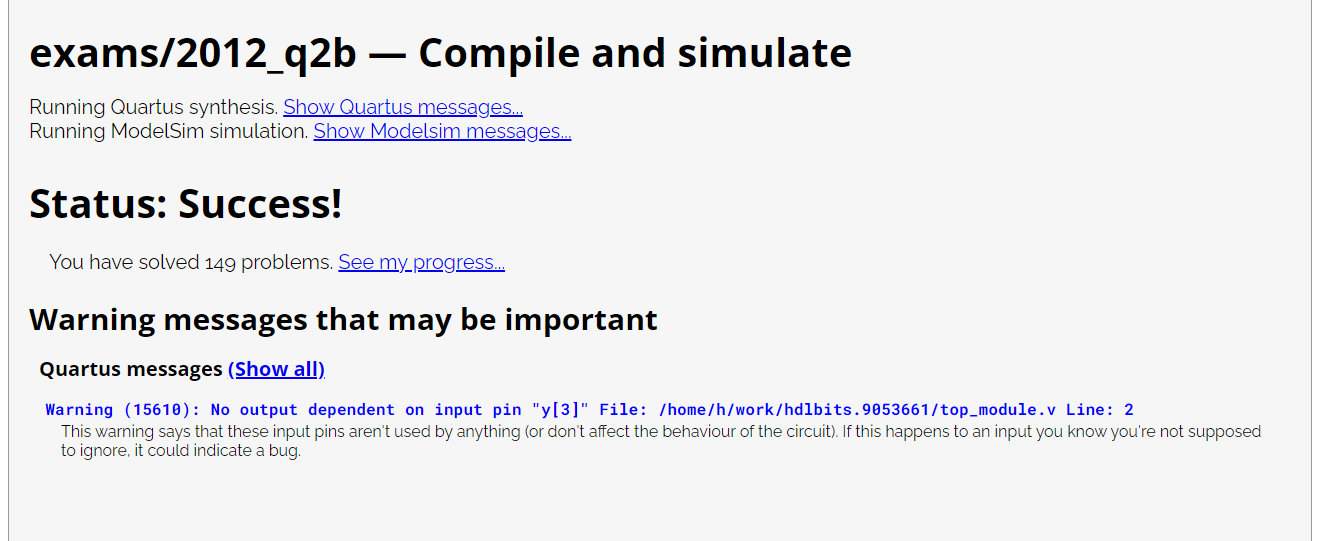 exams/2012_q2b — Compile and simulate
Running Quartus synthesis. Show Quartus messages...
Running ModelSim simulation. Show Modelsim messages...
Status: Success!
You have solved 149 problems. See my progress...
Warning messages that may be important
Quartus messages (Show all)
Warning (15610): No output dependent on input pin "y[3]" File: /home/h/work/hdlbits.9053661/top_module.v Line: 2
This warning says that these input pins aren't used by anything (or don't affect the behaviour of the circuit). If this happens to an input you know you're not supposed
to ignore, it could indicate a bug.